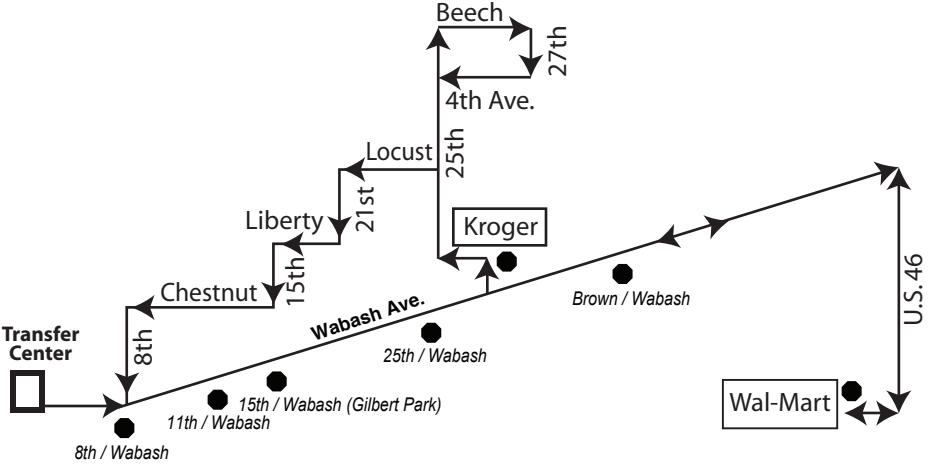 Beech
27th
4th Ave.
25th
Locust
21st
Liberty
15th
Chestnut
8th
Kroger
Transfer
Center
Wabash Ave.
Brown / Wabash
25th / Wabash
15th / Wabash (Gilbert Park)
11th / Wabash
8th / Wabash
U.S. 46
Wal-Mart